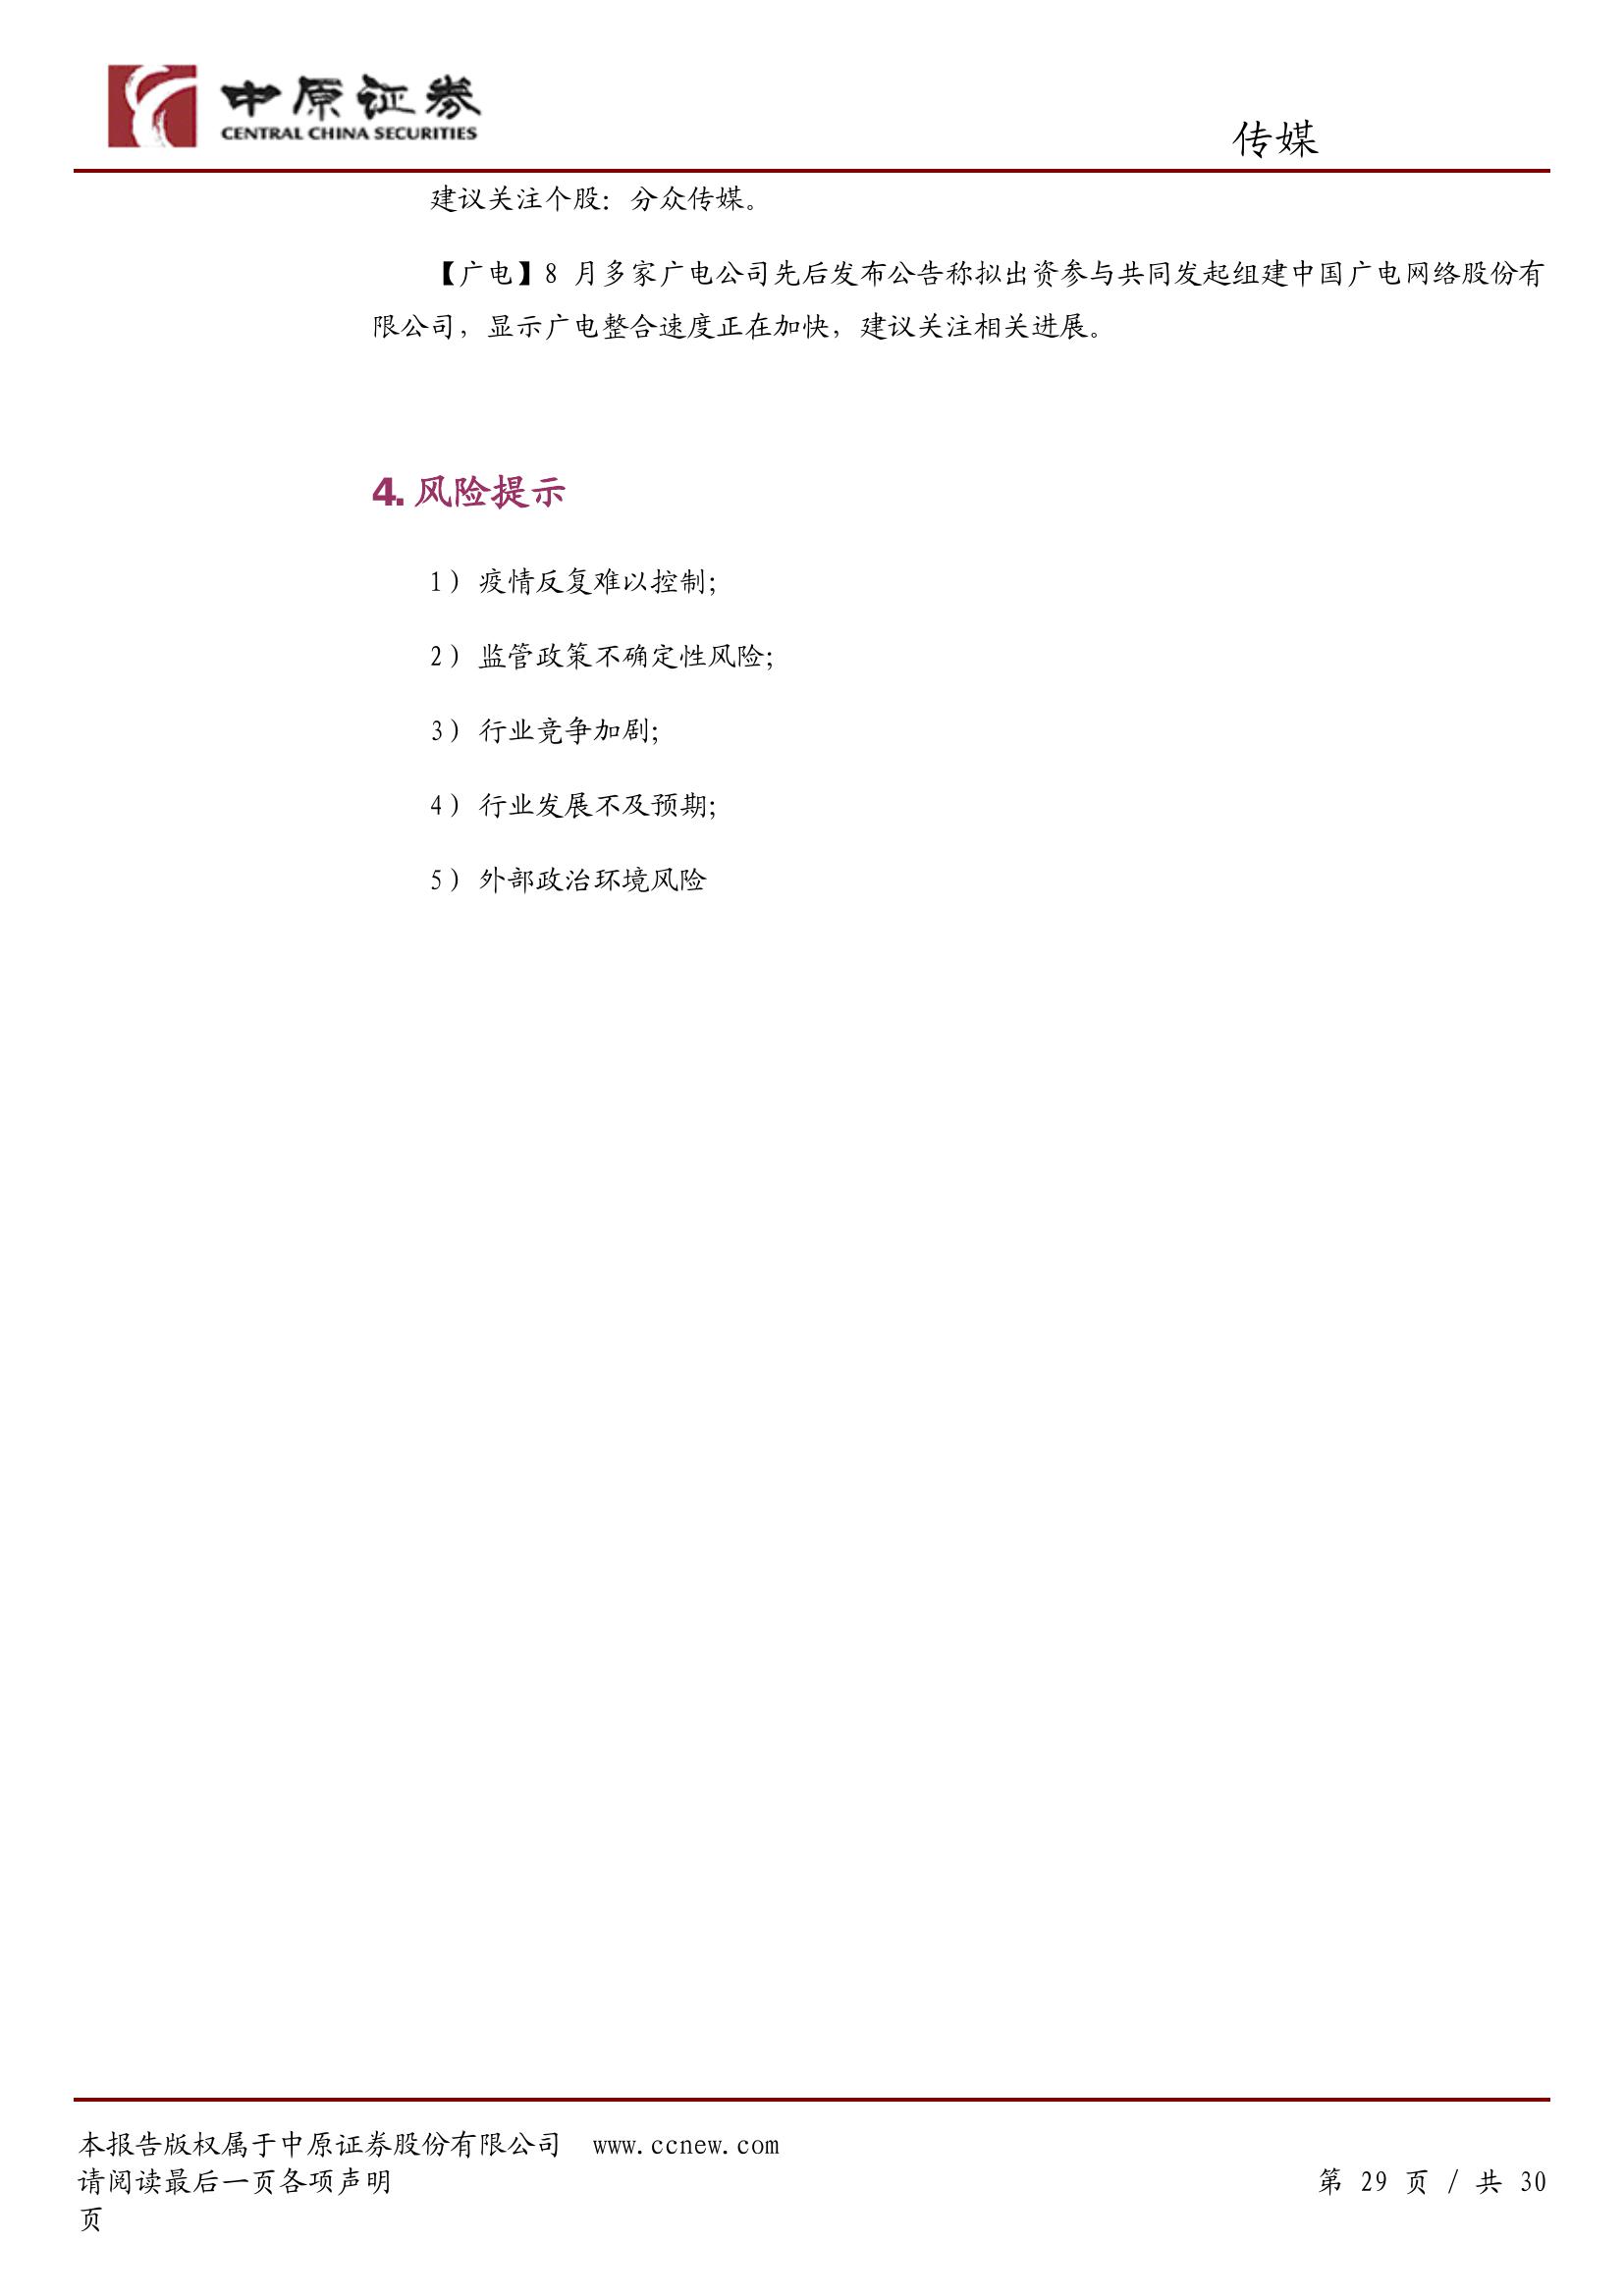 中原证券
CENTRAL CHINA SECURITIES
传媒
建议关注个股：分众传媒。
【广电】8 月多家广电公司先后发布公告称拟出资参与共同发起组建中国广电网络股份有
限公司，显示广电整合速度正在加快，建议关注相关进展。
4. 风险提示
1） 疫情反复难以控制；
2） 监管政策不确定性风险；
3） 行业竞争加剧；
4） 行业发展不及预期；
5） 外部政治环境风险
本报告版权属于中原证券股份有限公司 www.ccnew.com
请阅读最后一页各项声明 第 29 页 / 共 30
页